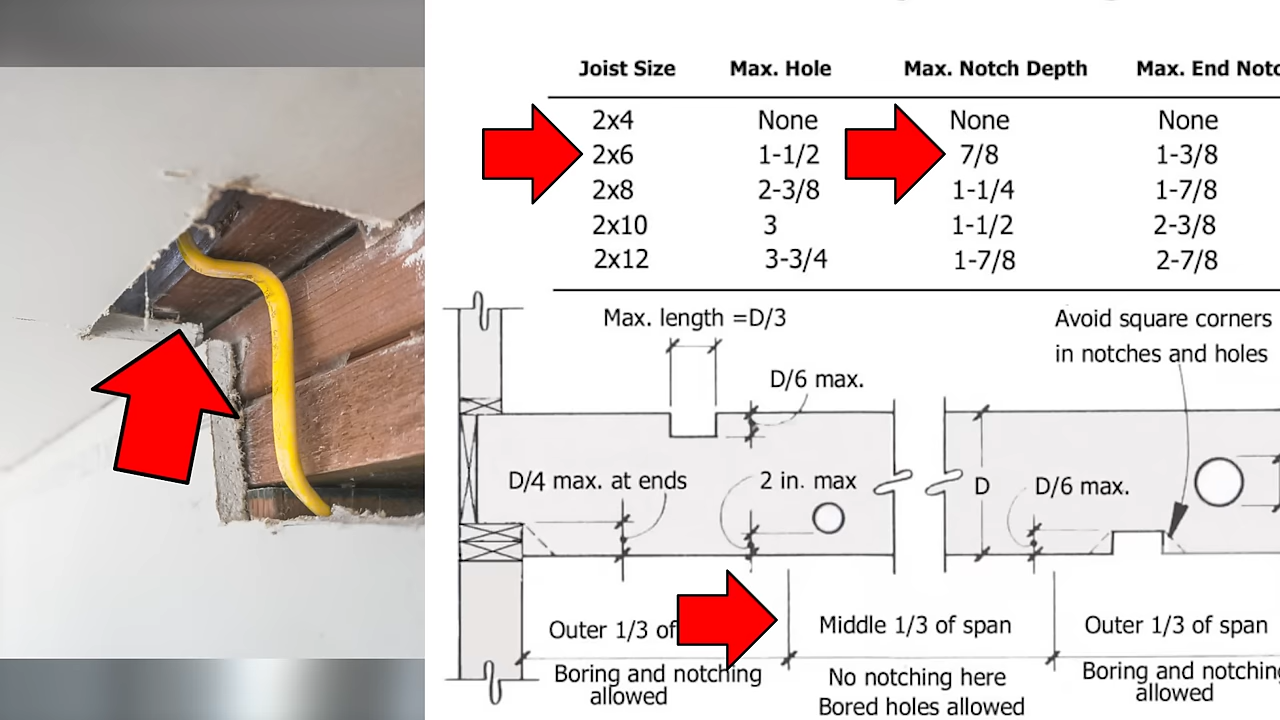 Joist Size Max. Hole Max. Notch Depth Max. End Notc
2x4 None None None
2x6 1-1/2 7/8 1-3/8
2x8 2-3/8 1-1/4 1-7/8
2x10 3 1-1/2 2-3/8
2x12 3-3/4 1-7/8 2-7/8
Max. length =D/3
Avoid square corners
in notches and holes
D/6 max.
D/4 max. at ends
2 in. max
D
D/6 max.
Outer 1/3 of
Boring and notching
allowed
Middle 1/3 of span
No notching here
Bored holes allowed
Outer 1/3 of span
Boring and notching
allowed